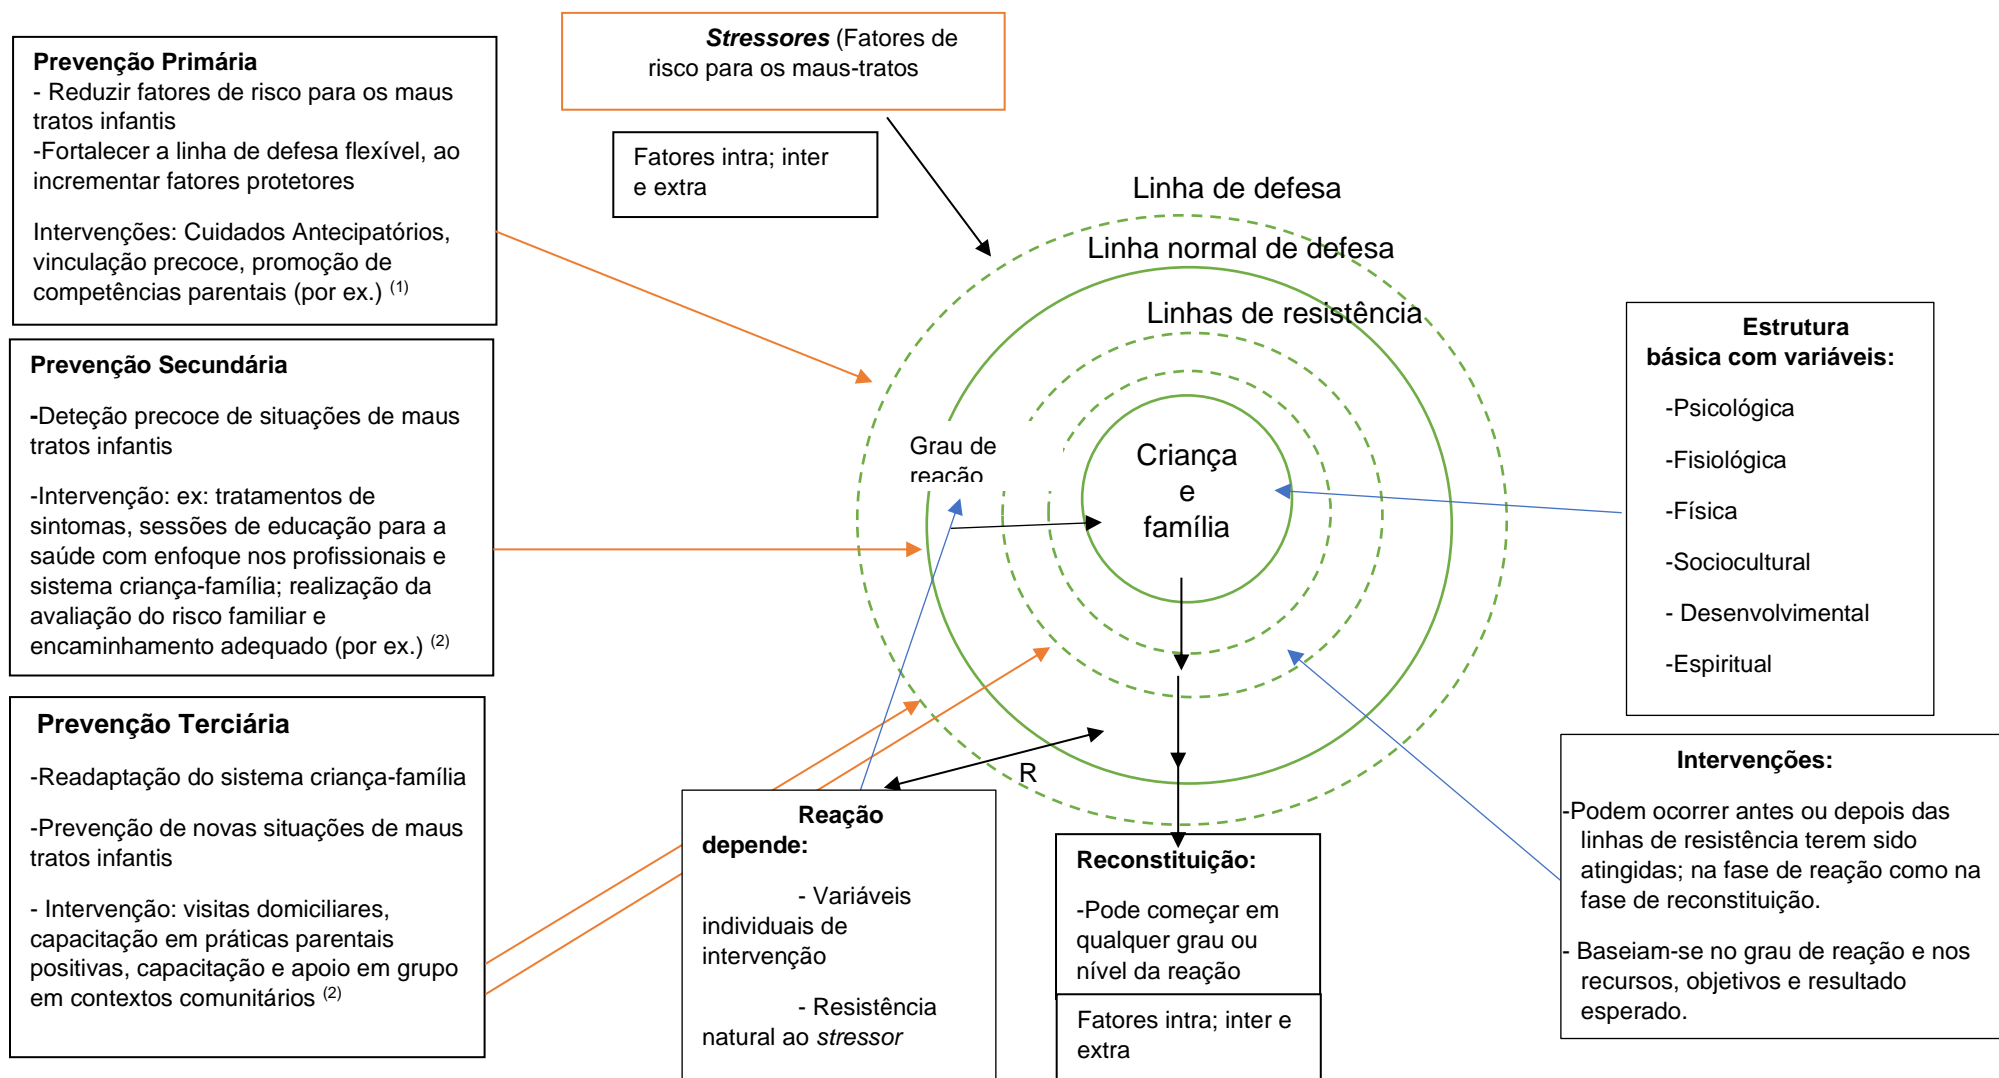 Prevenção Primária
- Reduzir fatores de risco para os maus
tratos infantis
-Fortalecer a linha de defesa flexível, ao
incrementar fatores protetores
Intervenções: Cuidados Antecipatórios,
vinculação precoce, promoção de
competências parentais (por ex.) (1)
Prevenção Secundária
-Deteção precoce de situações de maus
tratos infantis
-Intervenção: ex: tratamentos de
sintomas, sessões de educação para a
saúde com enfoque nos profissionais e
sistema criança-família; realização da
avaliação do risco familiar e
encaminhamento adequado (por ex.) (2)
Prevenção Terciária
-Readaptação do sistema criança-família
-Prevenção de novas situações de maus
tratos infantis
- Intervenção: visitas domiciliares,
capacitação em práticas parentais
positivas, capacitação e apoio em grupo
em contextos comunitários (2)
Stressores (Fatores de
risco para os maus-tratos
Fatores intra; inter
e extra
Linha de defesa
Linha normal de defesa
Linhas de resistência
Grau de
reação
Criança
e
família
R
Reação
depende:
- Variáveis
individuais de
intervenção
- Resistência
natural ao stressor
Reconstituição:
-Pode começar em
qualquer grau ou
nível da reação
Fatores intra; inter e
extra
Estrutura
básica com variáveis:
-Psicológica
-Fisiológica
-Física
-Sociocultural
- Desenvolvimental
-Espiritual
Intervenções:
-Podem ocorrer antes ou depois das
linhas de resistência terem sido
atingidas; na fase de reação como na
fase de reconstituição.
- Baseiam-se no grau de reação e nos
recursos, objetivos e resultado
esperado.